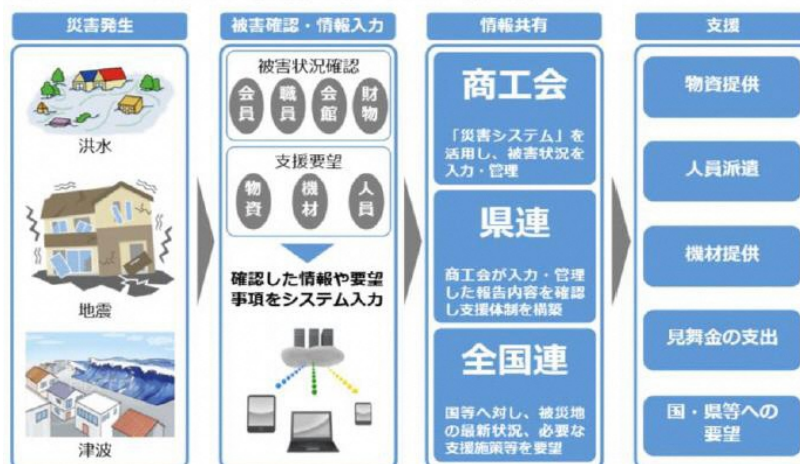 災害発生
洪水
地震
津波
被害確認・情報入力
被害状況確認
会員
職員
会館
財物
支援要望
物資
機材
人員
確認した情報や要望
事項をシステム入力
情報共有
商工会
「災害システム」を
活用し、被害状況を
入力・管理
県連
商工会が入力・管理
した報告内容を確認
し支援体制を構築
全国連
国等へ対し、被災地
の最新状況、必要な
支援施策等を要望
支援
物資提供
人員派遣
機材提供
見舞金の支出
国・県等への
要望